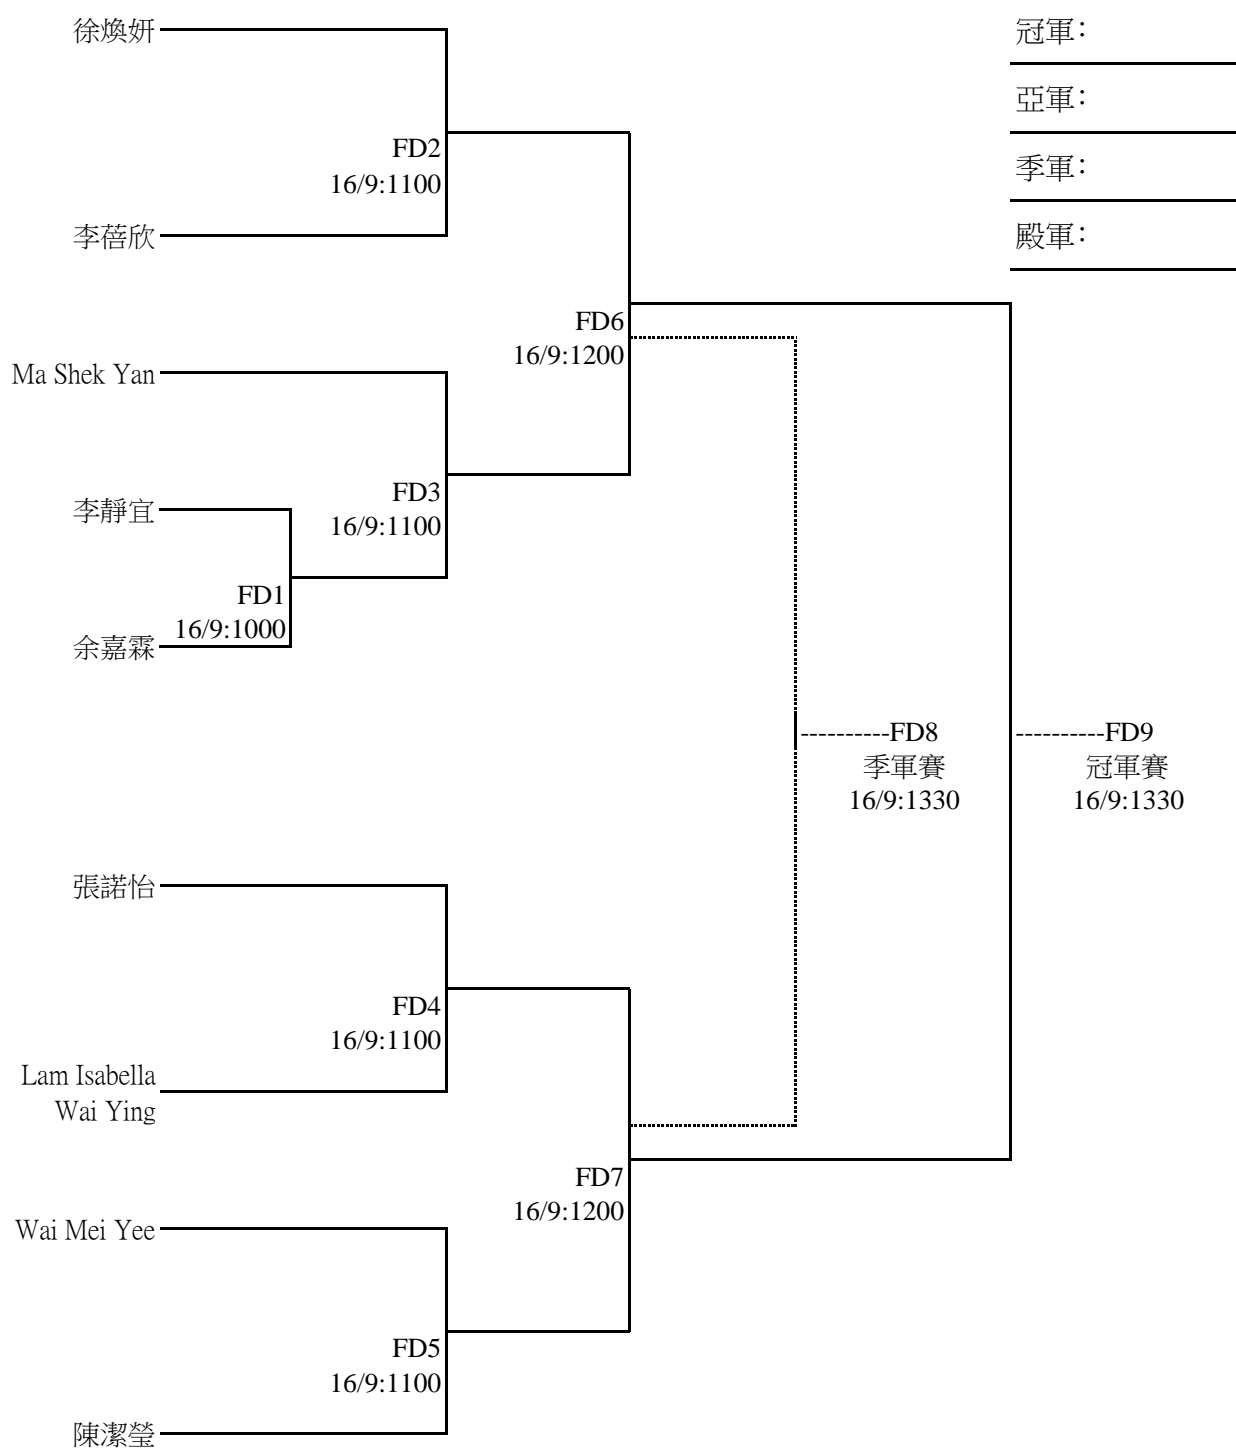 徐煥妍
冠軍：
亞軍：
FD2
16/9:1100
季軍：
李蓓欣
殿軍：
FD6
16/9:1200
Ma Shek Yan
FD3
16/9:1100
李靜宜
FD1
16/9:1000
余嘉霖
----------FD8
季軍賽
16/9:1330
----------FD9
冠軍賽
16/9:1330
張諾怡
FD4
16/9:1100
Lam Isabella
Wai Ying
FD7
16/9:1200
Wai Mei Yee
FD5
16/9:1100
陳潔瑩